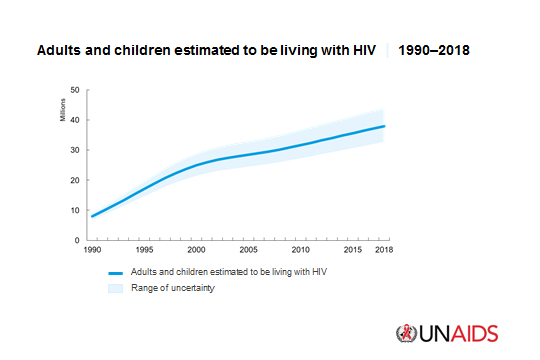 Adults and children estimated to be living with HIV | 1990–2018
Millions
50
40
30
20
10
0
1990 1995 2000 2005 2010 2015 2018
Adults and children estimated to be living with HIV
Range of uncertainty
UNAIDS